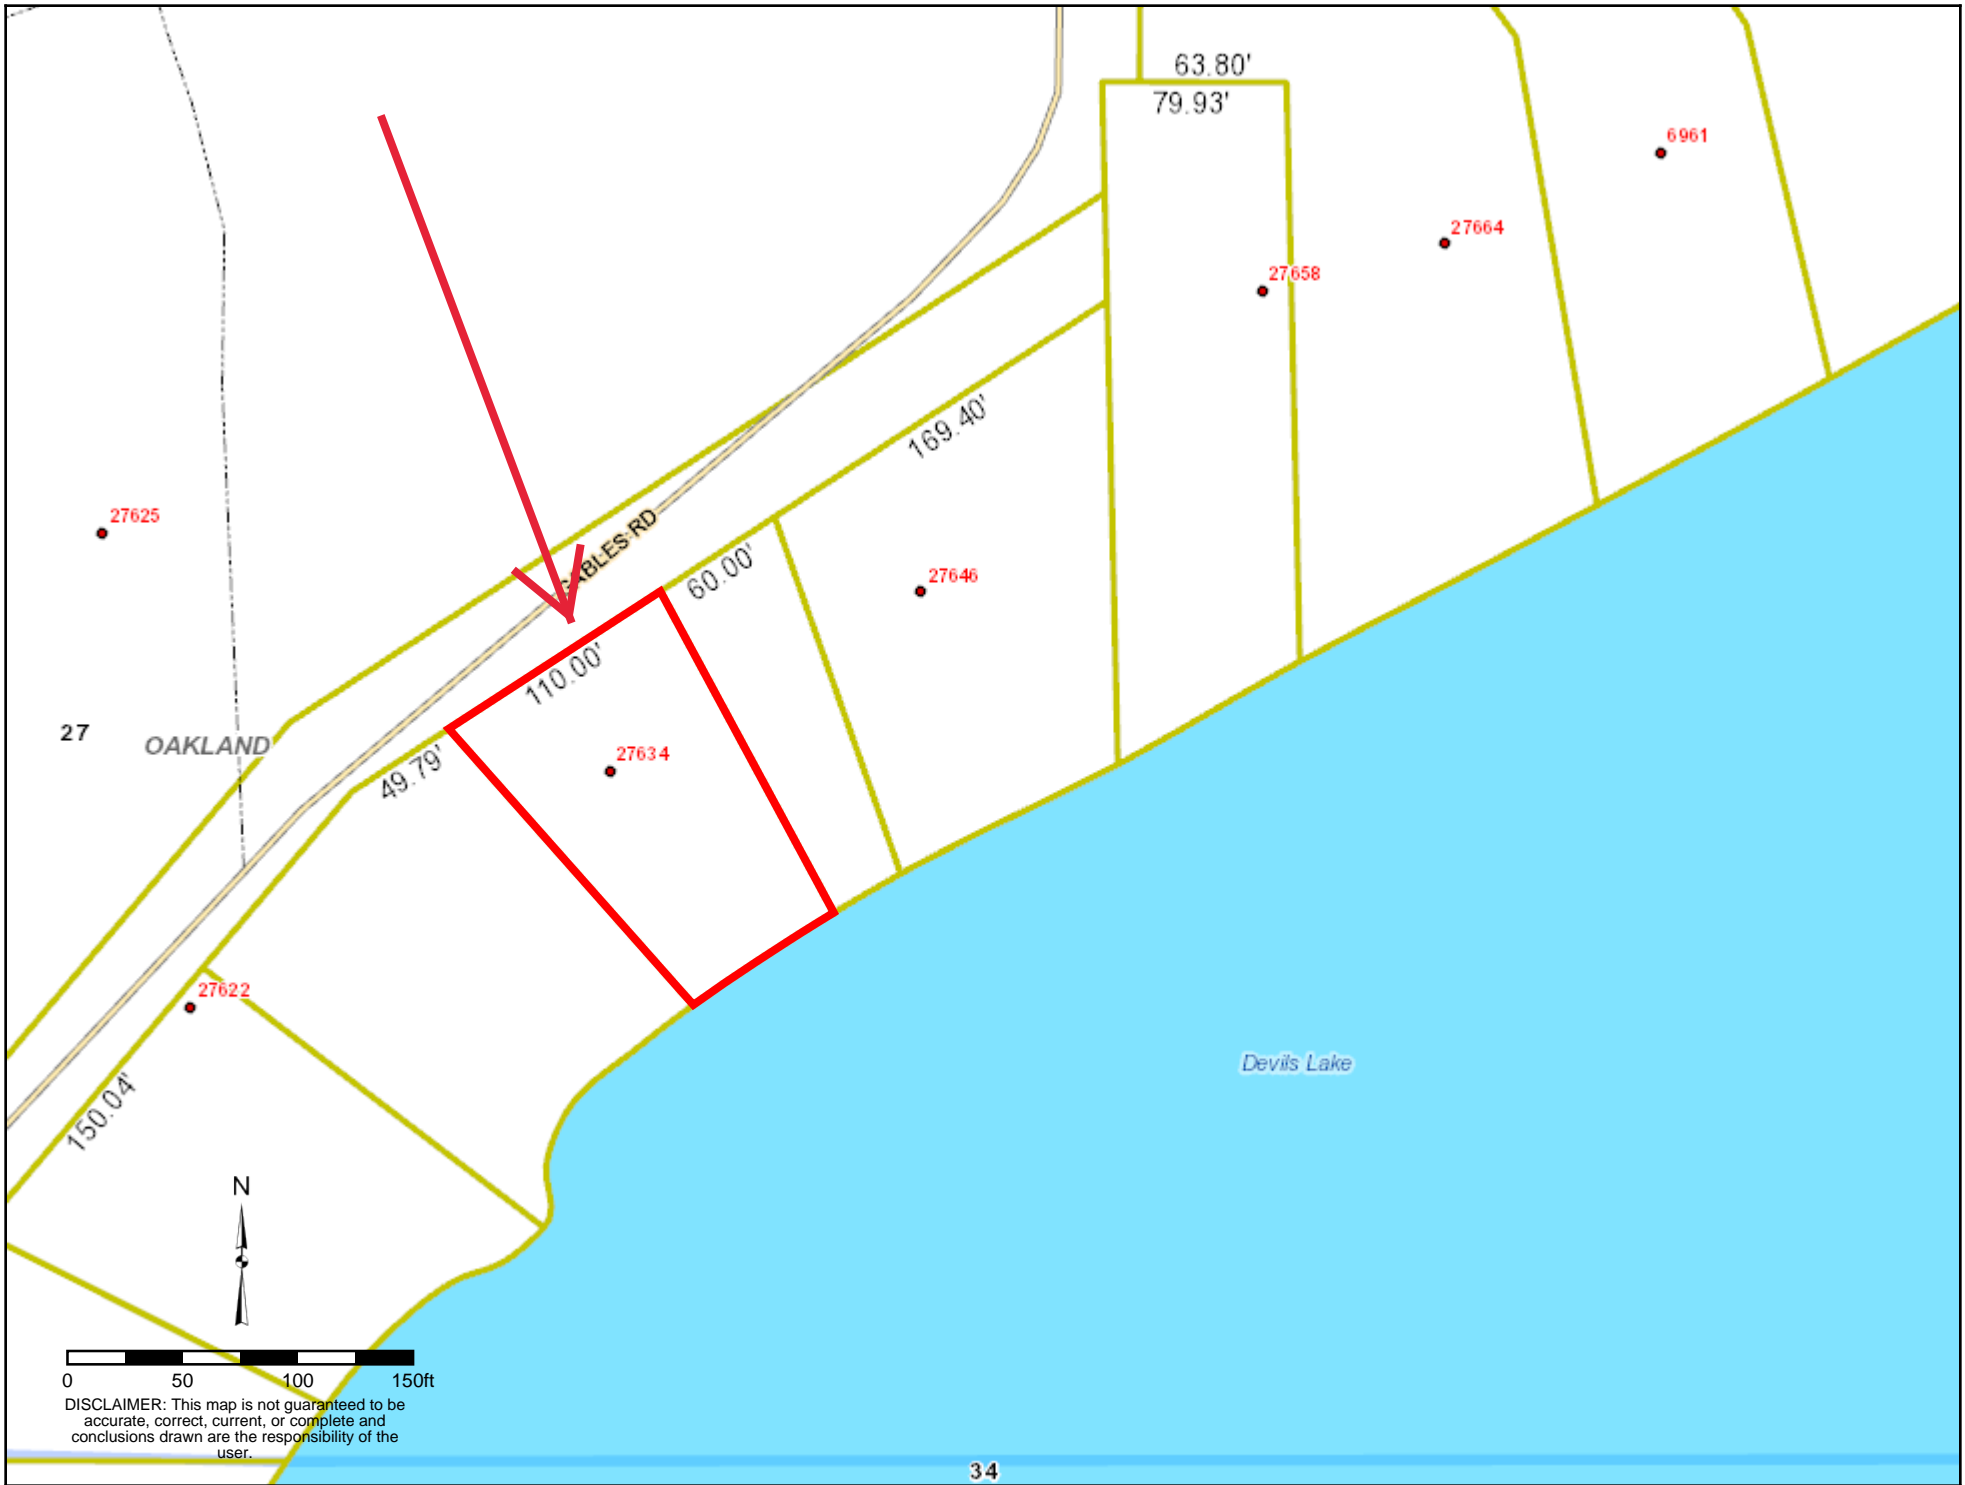 63.80'
79.93'
6961
27664
27658
169.40'
27625
GABLES RD
60.00'
27646
110.00'
27
OAKLAND
49.79'
27634
27622
Devils Lake
150.04'
N
0 50 100 150ft
DISCLAIMER: This map is not guaranteed to be
accurate, correct, current, or complete and
conclusions drawn are the responsibility of the
user.
34